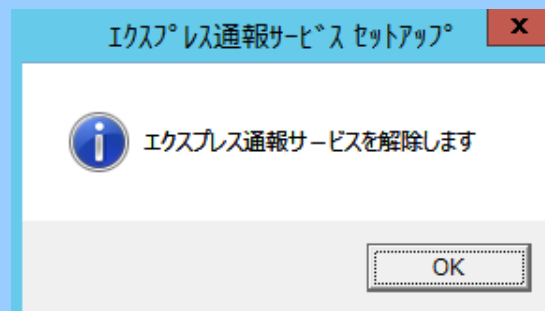 ｴｸｽﾌﾟﾚｽ通報ｻｰﾋﾞｽ ｾｯﾄｱｯﾌﾟ
x
エクスプレス通報サービスを解除します
OK